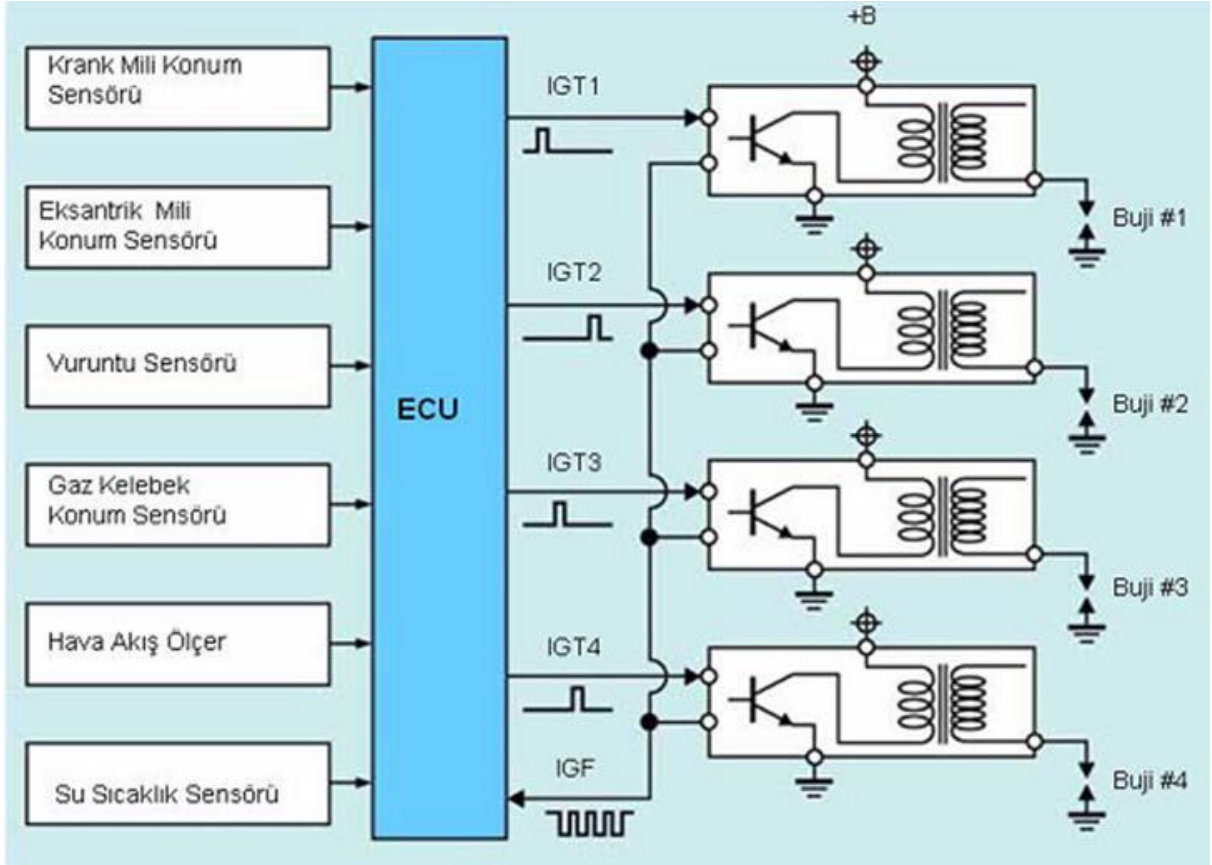 Krank Mili Konum
Sensörü
Eksantrik Mili
Konum Sensörü
Vuruntu Sensörü
Gaz Kelebek
Konum Sensörü
Hava Akış Ölçer
Su Sıcaklık Sensörü
ECU
IGT1
IGT2
IGT3
IGT4
IGF
+B
Buji #1
Buji #2
Buji #3
Buji #4